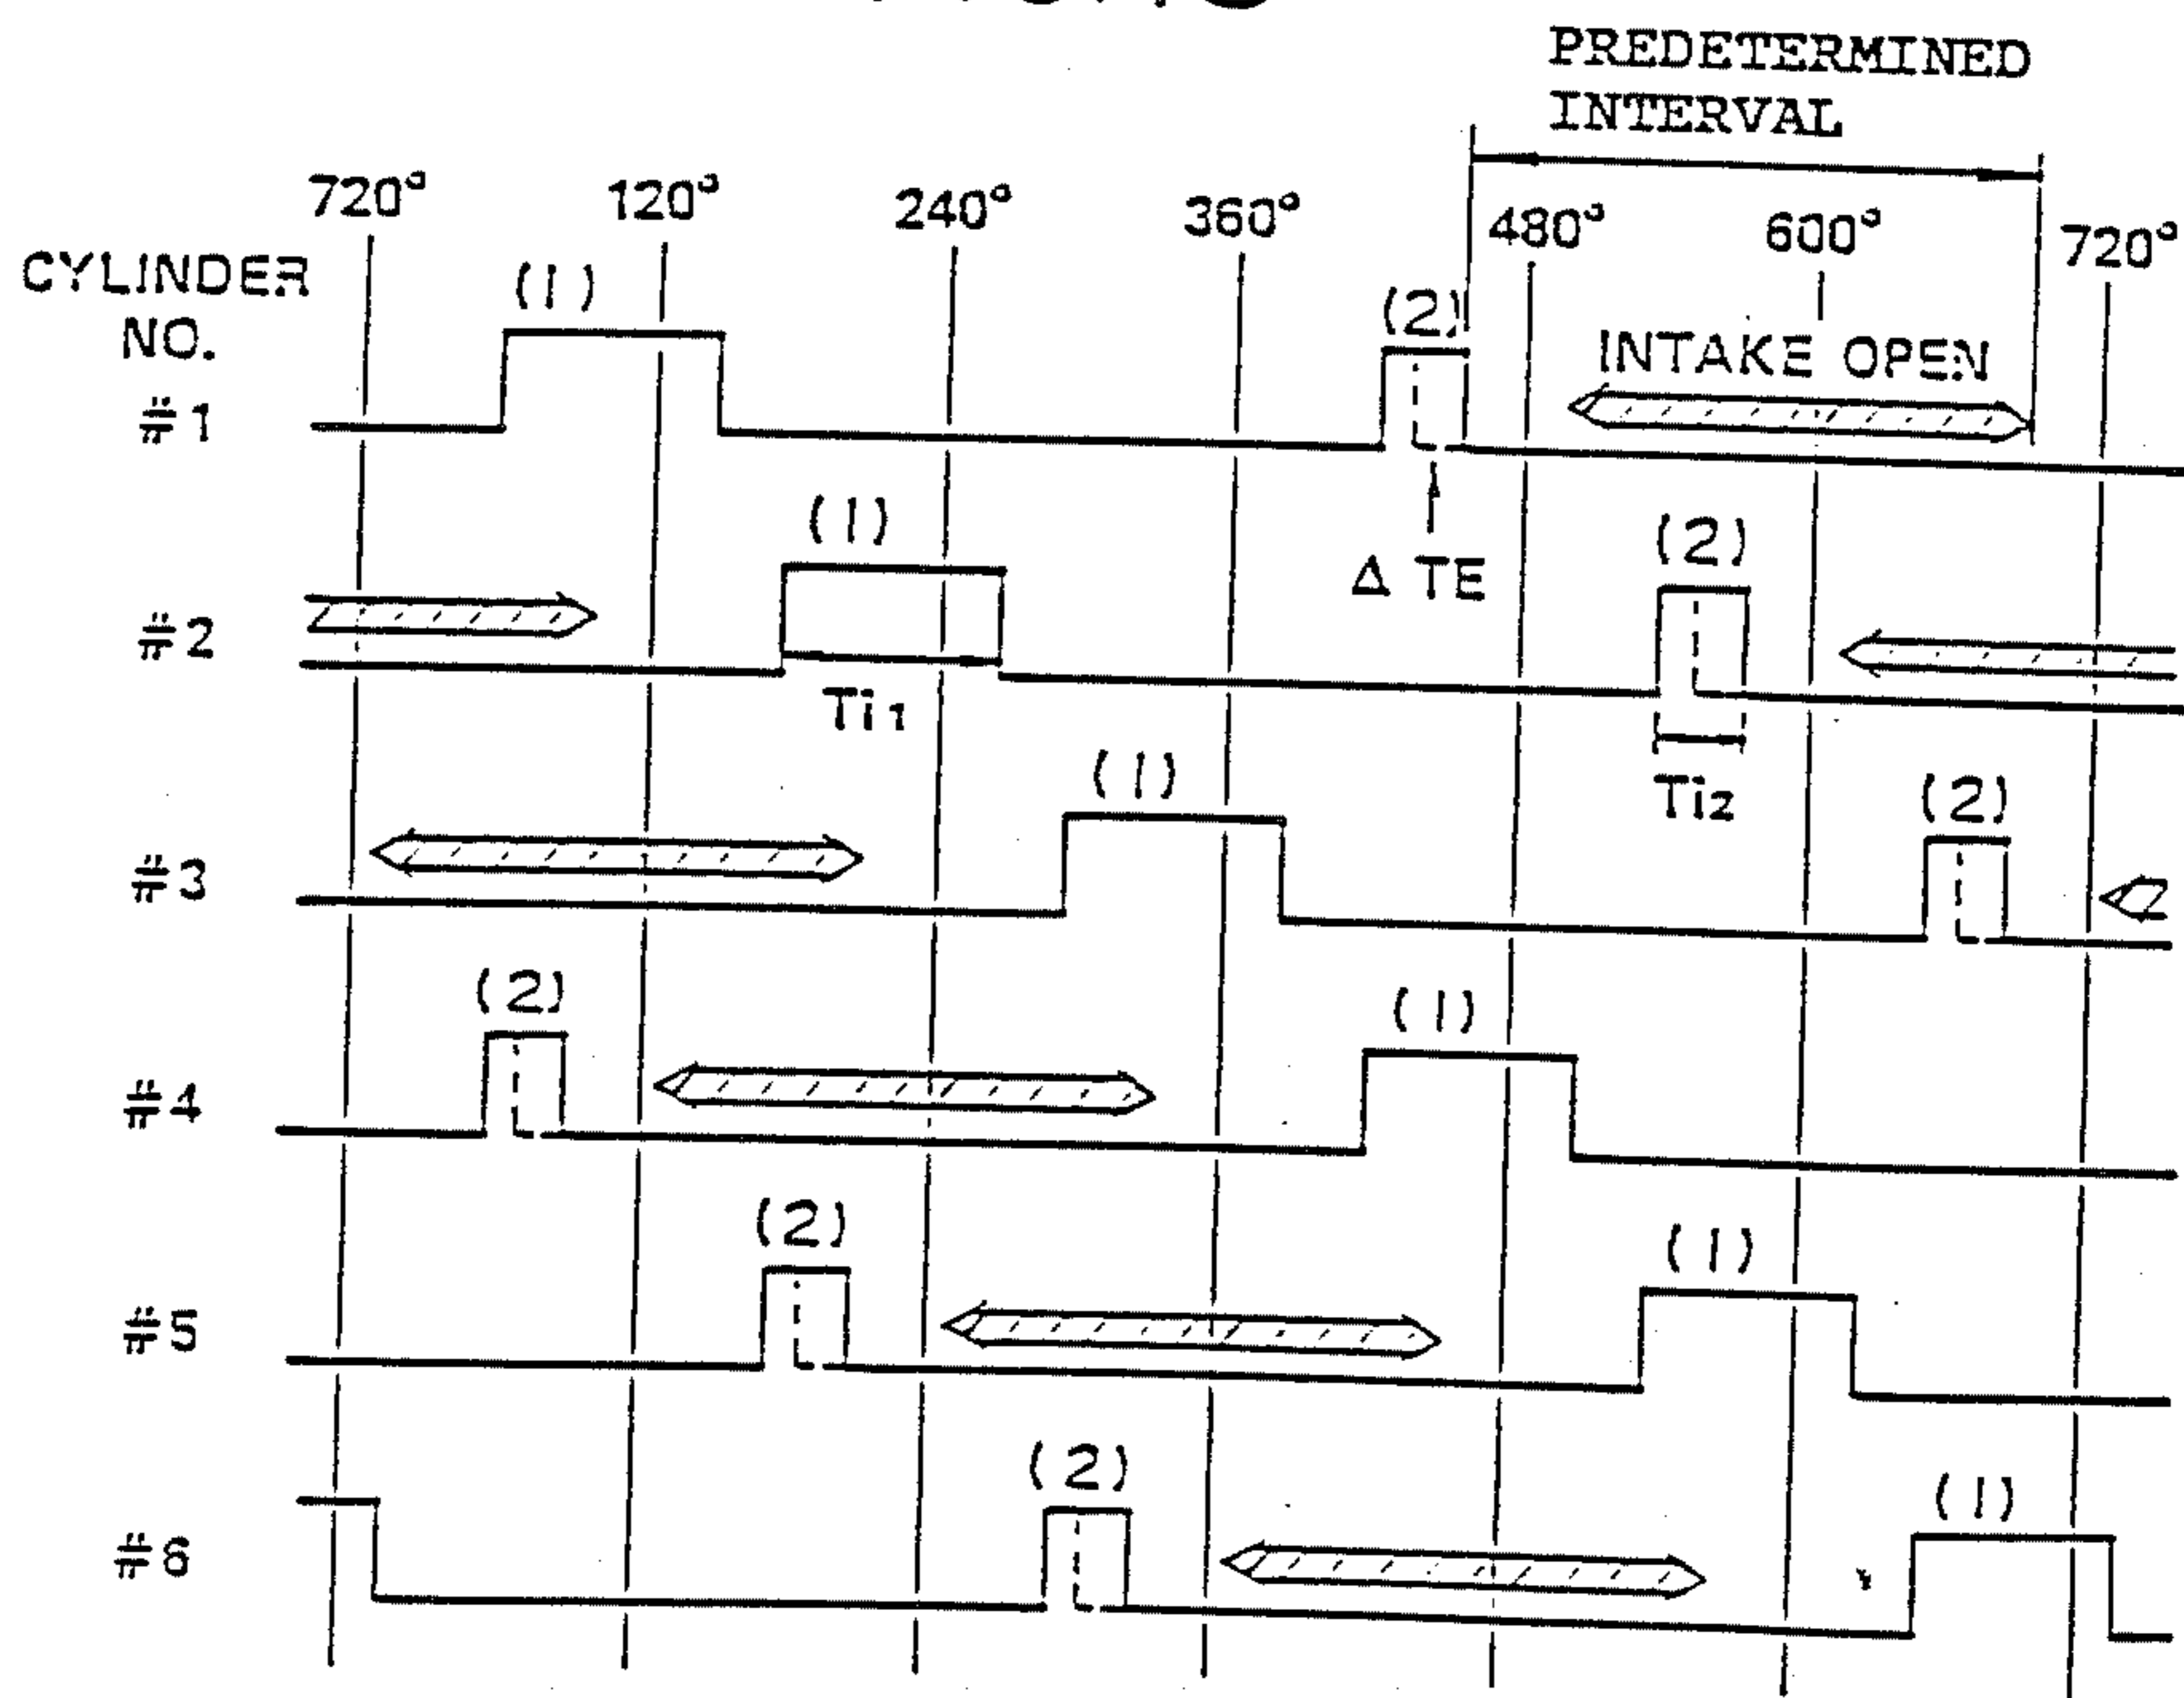 PREDETERMINED
INTERVAL
720° 120° 240° 360° 480° 600° 720°
CYLINDER
NO.
(1) (2)
INTAKE OPEN
#1
Δ TE
(1) (2)
#2
Ti1
Ti2
(1) (2)
#3
(2) (1)
#4
(2) (1)
#5
(2) (1)
#6